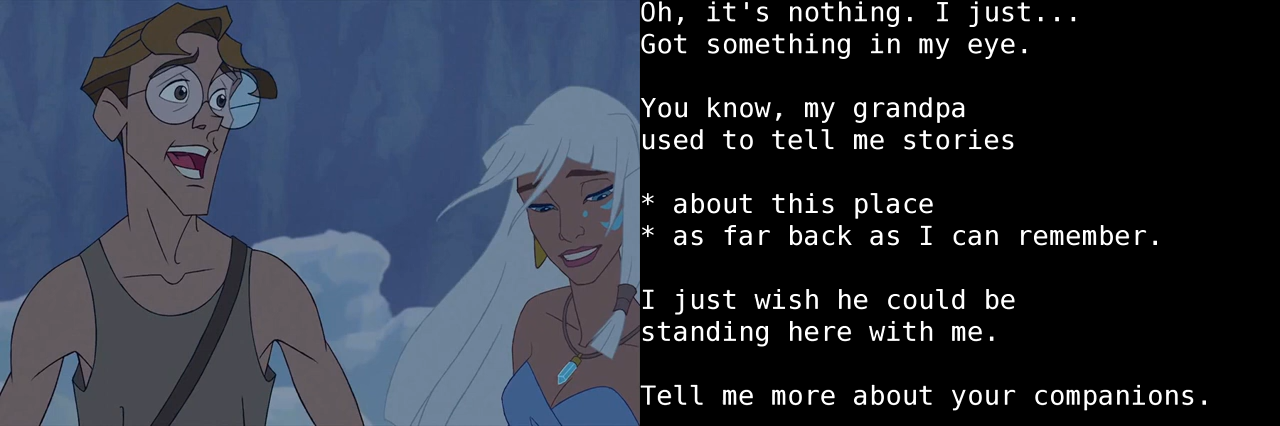 Oh, it's nothing. I just...
Got something in my eye.
You know, my grandpa
used to tell me stories
* about this place
* as far back as I can remember.
I just wish he could be
standing here with me.
Tell me more about your companions.